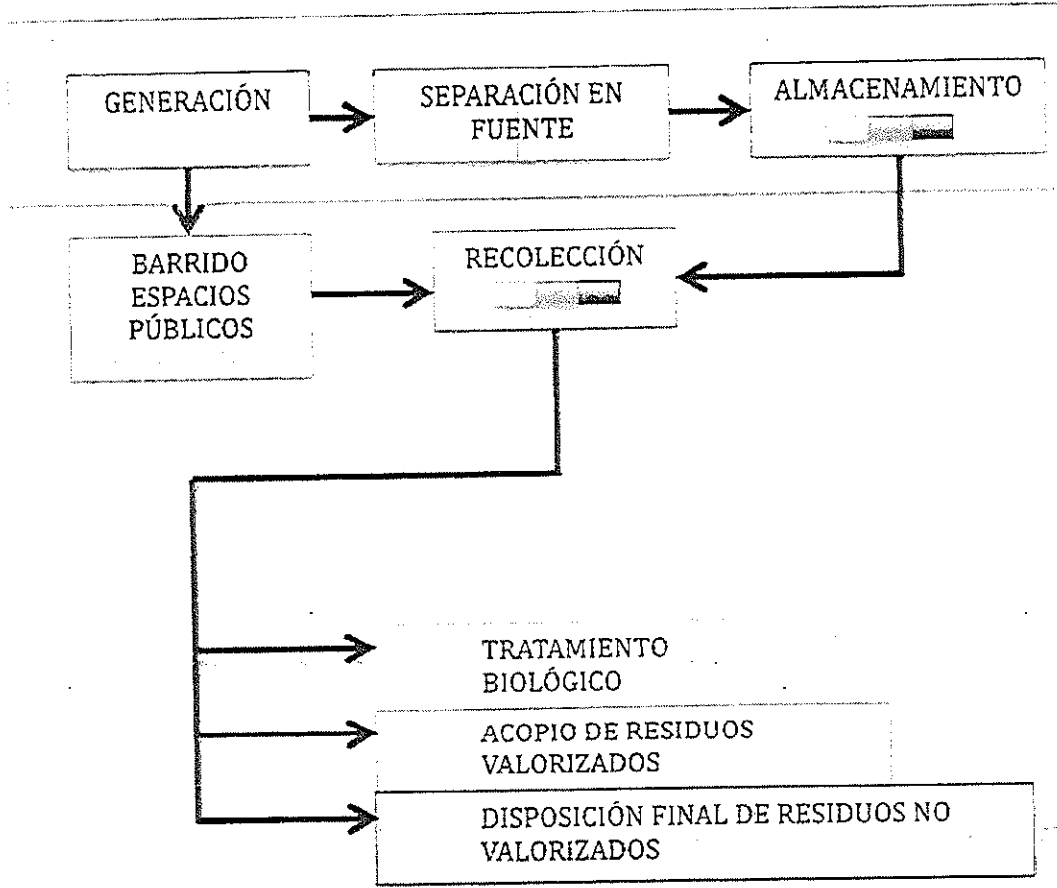 GENERACIÓN
SEPARACIÓN EN
FUENTE
ALMACENAMIENTO
BARRIDO
ESPACIOS
PÚBLICOS
RECOLECCIÓN
TRATAMIENTO
BIOLÓGICO
ACOPIO DE RESIDUOS
VALORIZADOS
DISPOSICIÓN FINAL DE RESIDUOS NO
VALORIZADOS